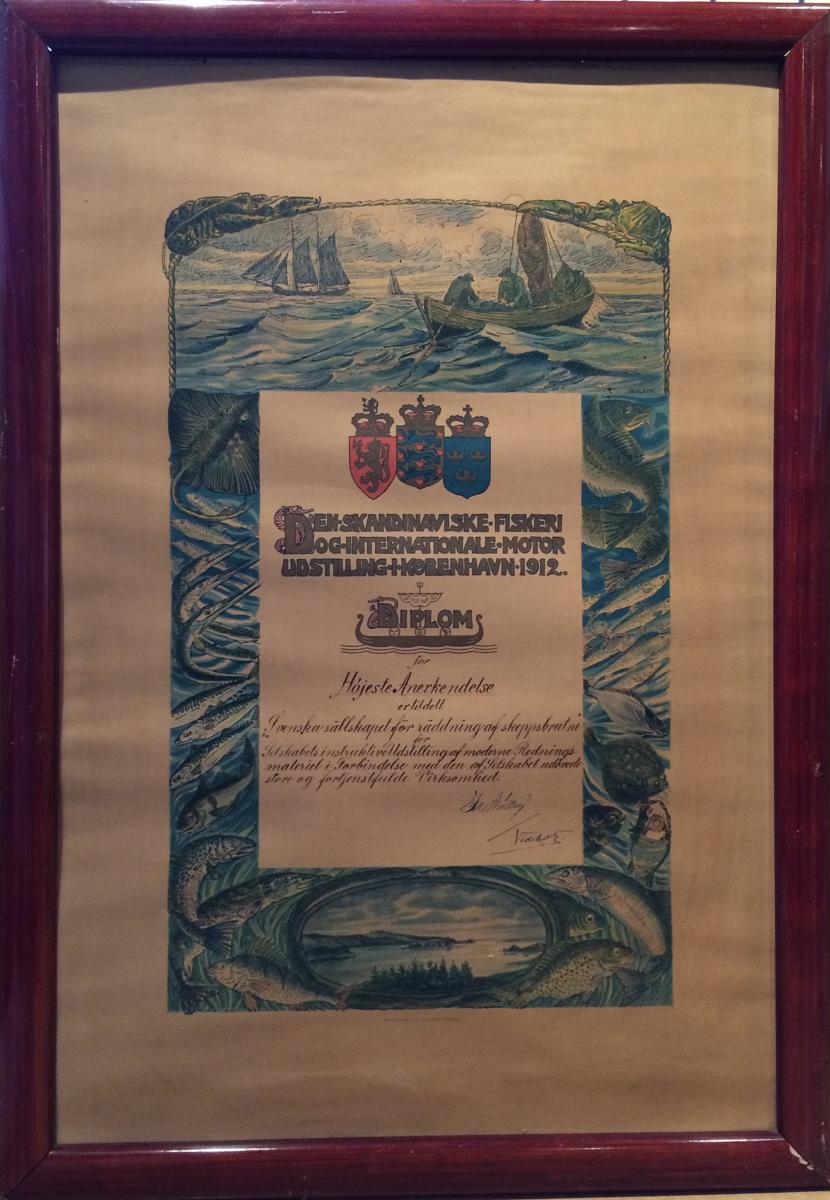 DEN·SKANDINAVISKE·FISKERI
OG·INTERNATIONALE·MOTOR
UDSTILLING·I·KØBENHAVN·1912.
DIPLOM
for
Højeste Anerkendelse
er tildelt
Svenska sällskapet för räddning af skeppsbrutne
for
Selskabets instruktive Udstilling af moderne Rednings-
materiel i Forbindelse med den af Selskabet udøvede
store og fortjenstfulde Virksomhed.